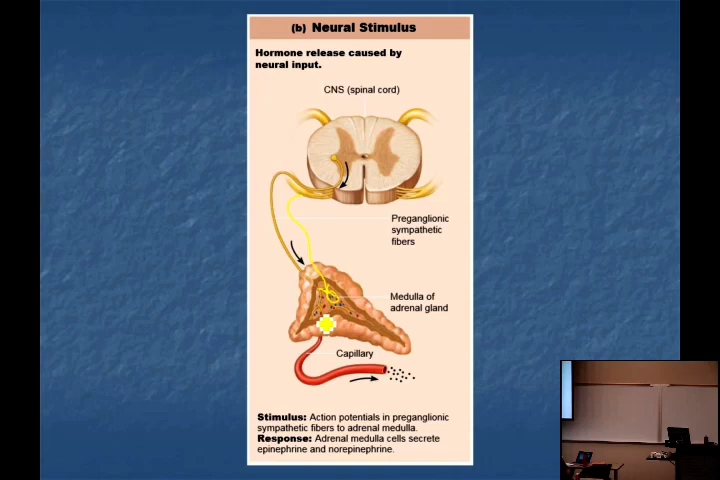 (b) Neural Stimulus
Hormone release caused by
neural input.
CNS (spinal cord)
Preganglionic
sympathetic
fibers
Medulla of
adrenal gland
Capillary
Stimulus: Action potentials in preganglionic
sympathetic fibers to adrenal medulla.
Response: Adrenal medulla cells secrete
epinephrine and norepinephrine.